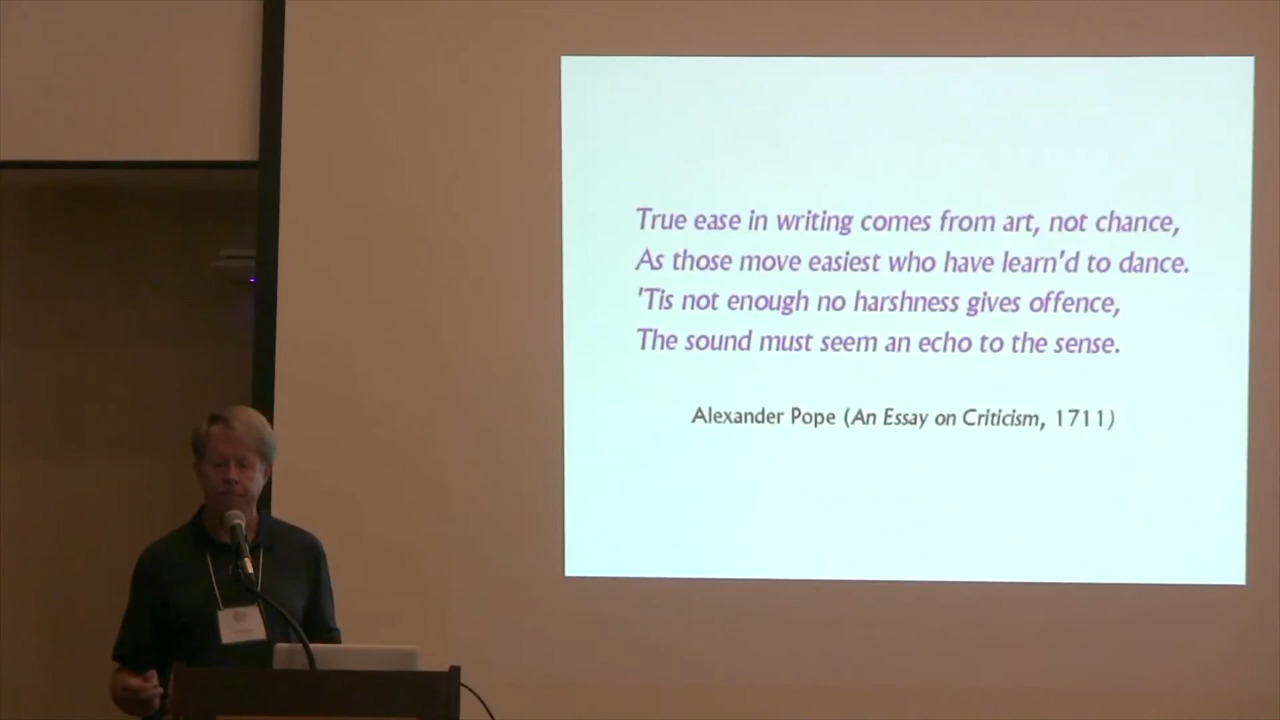 True ease in writing comes from art, not chance,
As those move easiest who have learn'd to dance.
'Tis not enough no harshness gives offence,
The sound must seem an echo to the sense.
Alexander Pope (An Essay on Criticism, 1711)